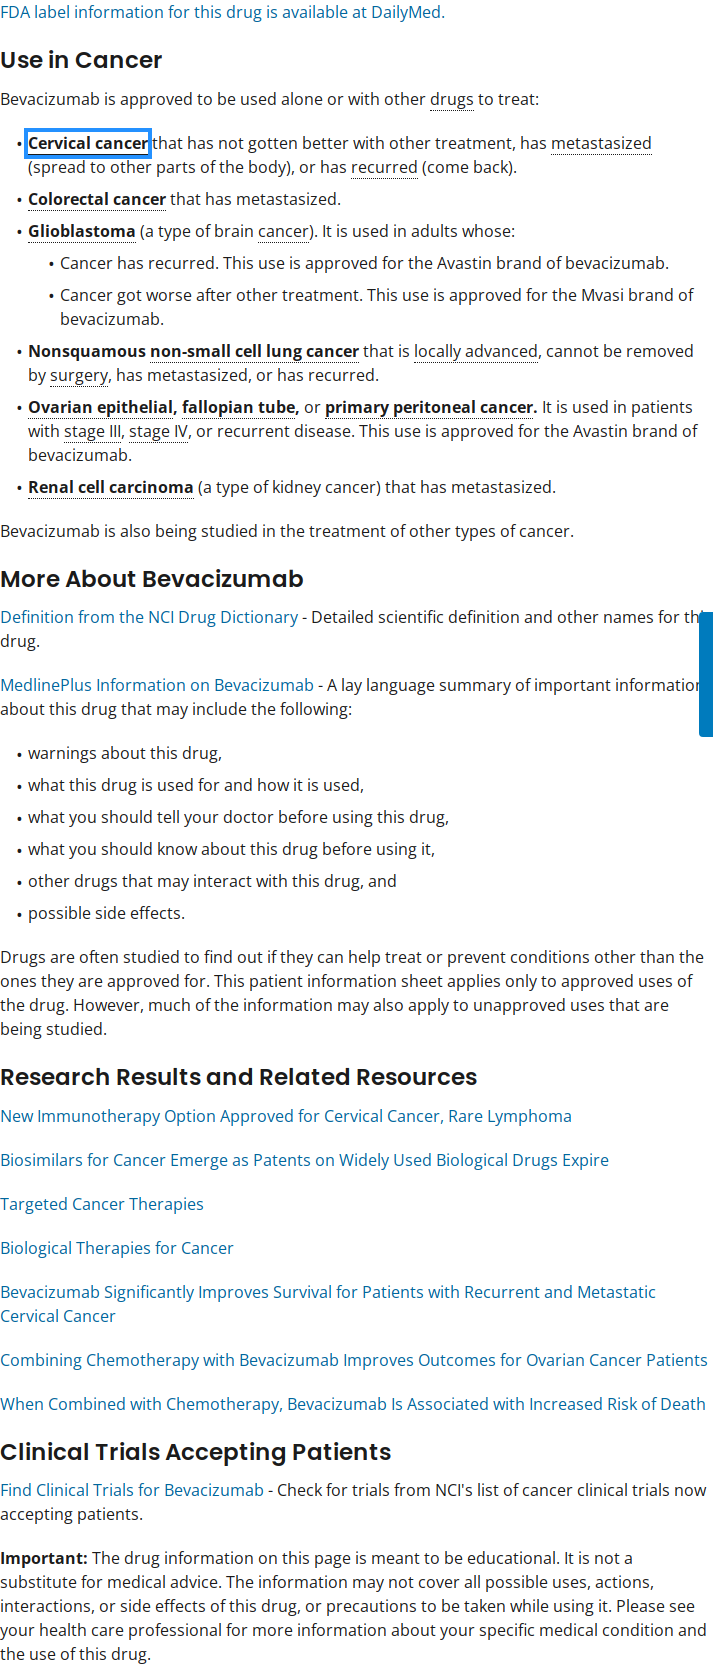 FDA label information for this drug is available at DailyMed.
Use in Cancer
Bevacizumab is approved to be used alone or with other drugs to treat:
• Cervical cancer that has not gotten better with other treatment, has metastasized
(spread to other parts of the body), or has recurred (come back).
• Colorectal cancer that has metastasized.
• Glioblastoma (a type of brain cancer). It is used in adults whose:
• Cancer has recurred. This use is approved for the Avastin brand of bevacizumab.
• Cancer got worse after other treatment. This use is approved for the Mvasi brand of
bevacizumab.
• Nonsquamous non-small cell lung cancer that is locally advanced, cannot be removed
by surgery, has metastasized, or has recurred.
• Ovarian epithelial, fallopian tube, or primary peritoneal cancer. It is used in patients
with stage III, stage IV, or recurrent disease. This use is approved for the Avastin brand of
bevacizumab.
• Renal cell carcinoma (a type of kidney cancer) that has metastasized.
Bevacizumab is also being studied in the treatment of other types of cancer.
More About Bevacizumab
Definition from the NCI Drug Dictionary - Detailed scientific definition and other names for
drug.
MedlinePlus Information on Bevacizumab - A lay language summary of important information
about this drug that may include the following:
• warnings about this drug,
• what this drug is used for and how it is used,
• what you should tell your doctor before using this drug,
• what you should know about this drug before using it,
• other drugs that may interact with this drug, and
• possible side effects.
Drugs are often studied to find out if they can help treat or prevent conditions other than the
ones they are approved for. This patient information sheet applies only to approved uses of
the drug. However, much of the information may also apply to unapproved uses that are
being studied.
Research Results and Related Resources
New Immunotherapy Option Approved for Cervical Cancer, Rare Lymphoma
Biosimilars for Cancer Emerge as Patents on Widely Used Biological Drugs Expire
Targeted Cancer Therapies
Biological Therapies for Cancer
Bevacizumab Significantly Improves Survival for Patients with Recurrent and Metastatic
Cervical Cancer
Combining Chemotherapy with Bevacizumab Improves Outcomes for Ovarian Cancer Patients
When Combined with Chemotherapy, Bevacizumab Is Associated with Increased Risk of Death
Clinical Trials Accepting Patients
Find Clinical Trials for Bevacizumab - Check for trials from NCI's list of cancer clinical trials now
accepting patients.
Important: The drug information on this page is meant to be educational. It is not a
substitute for medical advice. The information may not cover all possible uses, actions,
interactions, or side effects of this drug, or precautions to be taken while using it. Please see
your health care professional for more information about your specific medical condition and
the use of this drug.